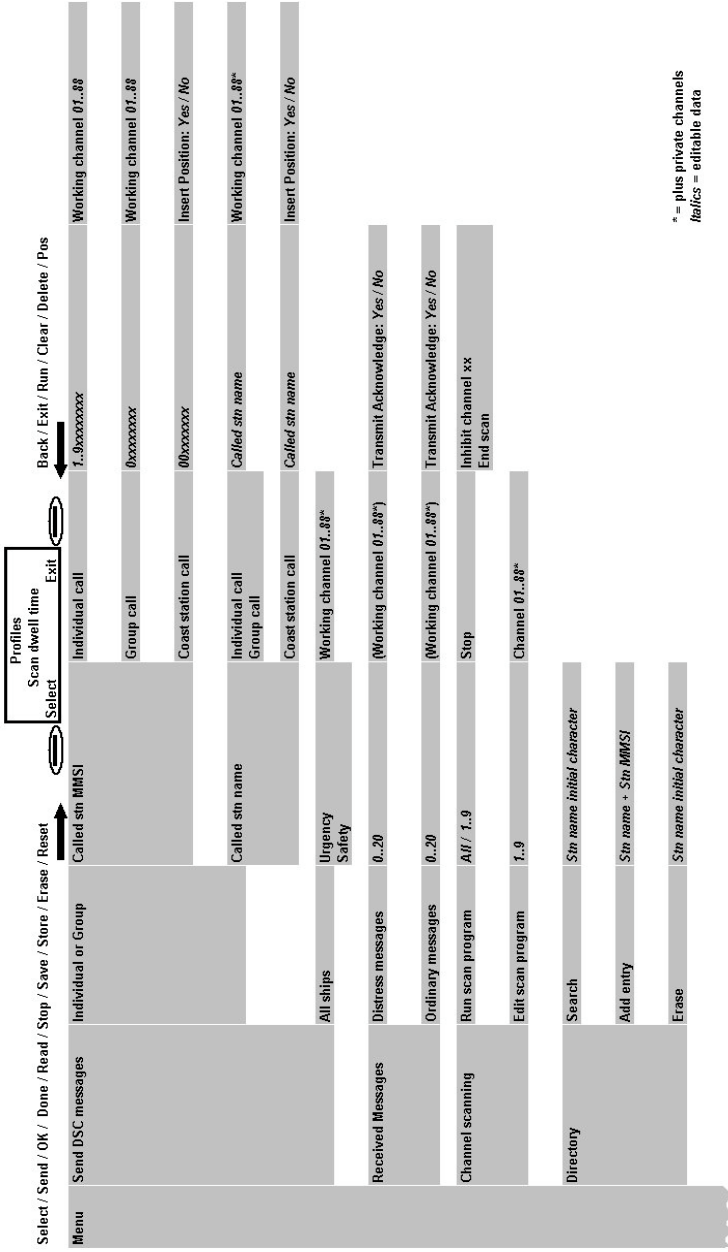 Profiles
Scan dwell time
Select Exit
Select / Send / OK / Done / Read / Stop / Save / Store / Erase / Reset
Back / Exit / Run / Clear / Delete / Pos
Menu
Send DSC messages
Individual or Group
Called stn MMSI
Individual call
1..9xxxxxxxx
Working channel 01..88
Group call
0xxxxxxxx
Working channel 01..88
Coast station call
00xxxxxxx
Insert Position: Yes / No
Called stn name
Individual call
Group call
Called stn name
Working channel 01..88*
Coast station call
Called stn name
Insert Position: Yes / No
All ships
Urgency
Safety
Working channel 01..88*
Received Messages
Distress messages
0..20
(Working channel 01..88*)
Transmit Acknowledge: Yes / No
Ordinary messages
0..20
(Working channel 01..88*)
Transmit Acknowledge: Yes / No
Channel scanning
Run scan program
All / 1..9
Stop
Inhibit channel xx
End scan
Edit scan program
1..9
Channel 01..88*
Directory
Search
Stn name initial character
Add entry
Stn name + Stn MMSI
Erase
Stn name initial character
* = plus private channels
Italics = editable data